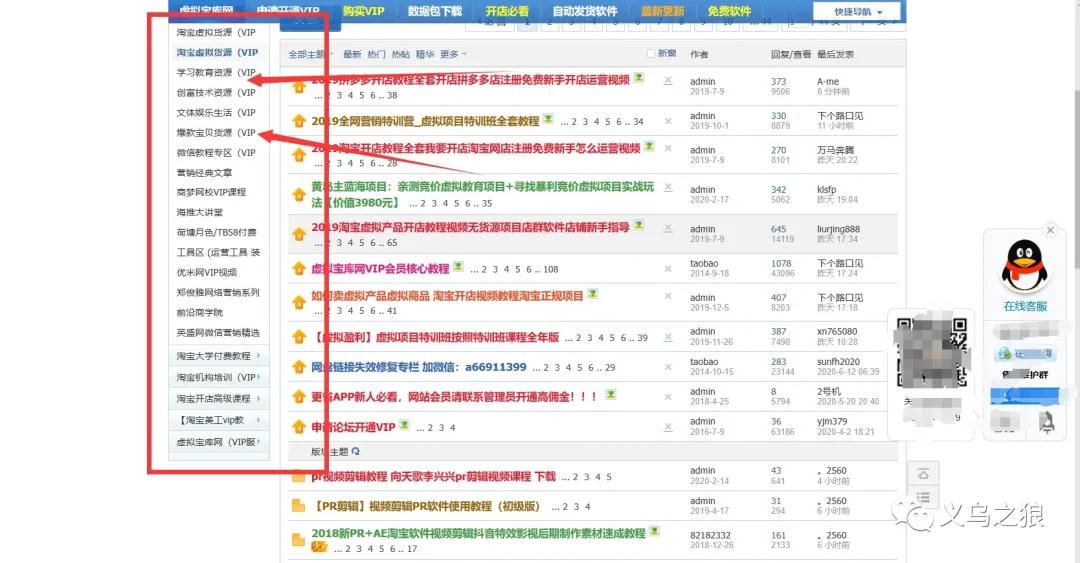 虚拟宝库网 申请开通VIP 购买VIP 数据包下载 开店必看 自动发货软件 最新更新 免费软件 快捷导航
淘宝虚拟货源（VIP
淘宝虚拟货源（VIP
学习教育资源（VIP
创富技术资源（VIP
文体娱乐生活（VIP
爆款宝贝货源（VIP
微信教程专区（VIP
营销经典文章
商梦网校VIP课程
海推大讲堂
荷塘月色/TB58付费
工具区（运营工具 装
优米网VIP视频
郑俊雅网络营销系列
前沿商学院
英盛网微信营销精选
淘宝大学付费教程
淘宝机构培训（VIP
淘宝开店高级课程
【淘宝美工vip教
虚拟宝库网（VIP服
全部主题 最新 热门 热帖 精华 更多 新窗 作者 回复/查看 最后发表
2019拼多多开店教程全套开店拼多多店注册免费新手开店运营视频 admin 373 A-me
... 2 3 4 5 6 .. 38 2019-7-9 9506 8 分钟前
2019全网营销特训营_虚拟项目特训班全套教程 ... 2 3 4 5 6 .. 34 admin 330 下个路口见
2019-10-1 8879 11 小时前
2019淘宝开店教程全套我要开店淘宝网店注册免费新手怎么运营视频 admin 270 万马奔腾
... 2 3 4 5 6 .. 28 2019-7-9 8101 昨天 20:22
黄岛主蓝海项目：亲测竞价虚拟教育项目+寻找暴利竞价虚拟项目实战玩 admin 342 klsfp
法【价值3980元】 ... 2 3 4 5 6 .. 35 2020-2-17 5062 昨天 19:04
2019淘宝虚拟产品开店教程视频无货源项目店群软件店铺新手指导 admin 645 liurjing888
... 2 3 4 5 6 .. 65 2019-7-9 14119 昨天 17:34
虚拟宝库网VIP会员核心教程 ... 2 3 4 5 6 .. 108 taobao 1078 下个路口见
2014-9-18 43096 昨天 17:24
如何卖虚拟产品虚拟商品 淘宝开店视频教程淘宝正规项目 admin 407 下个路口见
... 2 3 4 5 6 .. 41 2019-12-5 8203 昨天 17:18
【虚拟盈利】虚拟项目特训班按照特训班课程全年版 ... 2 3 4 5 6 .. 39 admin 387 xn765080
2019-11-26 7498 昨天 10:28
网盘链接失效修复专栏 加微信：a66911399 ... 2 3 4 5 6 .. 29 taobao 283 sunfh2020
2014-10-15 23144 2020-6-12 06:39
更省APP新人必看，网站会员请联系管理员开通高佣金！！！ admin 8 2号机
2018-4-25 5794 2020-5-20 20:40
申请论坛开通VIP ... 2 3 4 admin 36 yjm379
2016-7-9 63186 2020-4-2 18:21
版块主题
pr视频剪辑教程 向天歌李兴兴pr剪辑视频课程 下载 ... 2 3 4 5 admin 43 。2560
2020-2-14 641 4 小时前
【PR剪辑】视频剪辑PR软件使用教程（初级版） ... 2 3 4 admin 31 。2560
2019-4-17 294 6 小时前
2018新PR+AE淘宝软件视频剪辑抖音特效影视后期制作素材速成教程 82182332 161 。2560
... 2 3 4 5 6 .. 17 2018-12-26 2133 6 小时前
在线客服
义乌之狼